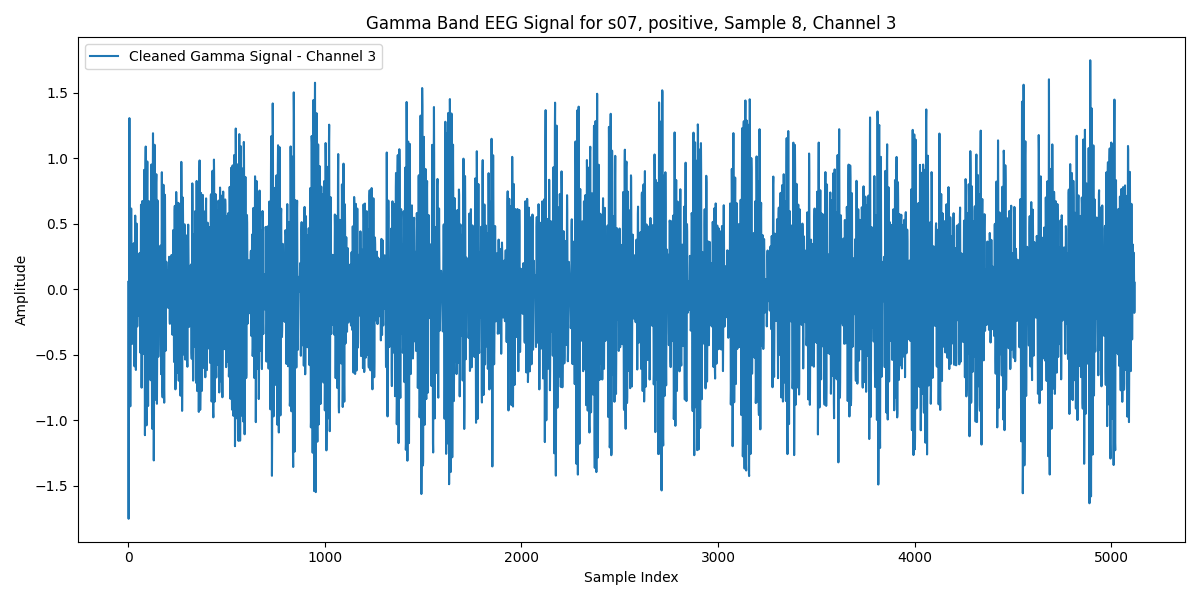 Gamma Band EEG Signal for s07, positive, Sample 8, Channel 3
Cleaned Gamma Signal - Channel 3
Amplitude
1.5
1.0
0.5
0.0
−0.5
−1.0
−1.5
0 1000 2000 3000 4000 5000
Sample Index